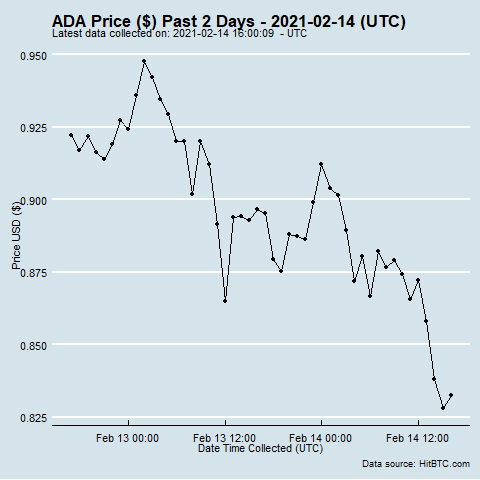 ADA Price ($) Past 2 Days - 2021-02-14 (UTC)
Latest data collected on: 2021-02-14 16:00:09 - UTC
0.950
0.925
0.900
0.875
0.850
0.825
Price USD ($)
Feb 13 00:00 Feb 13 12:00 Feb 14 00:00 Feb 14 12:00
Date Time Collected (UTC)
Data source: HitBTC.com